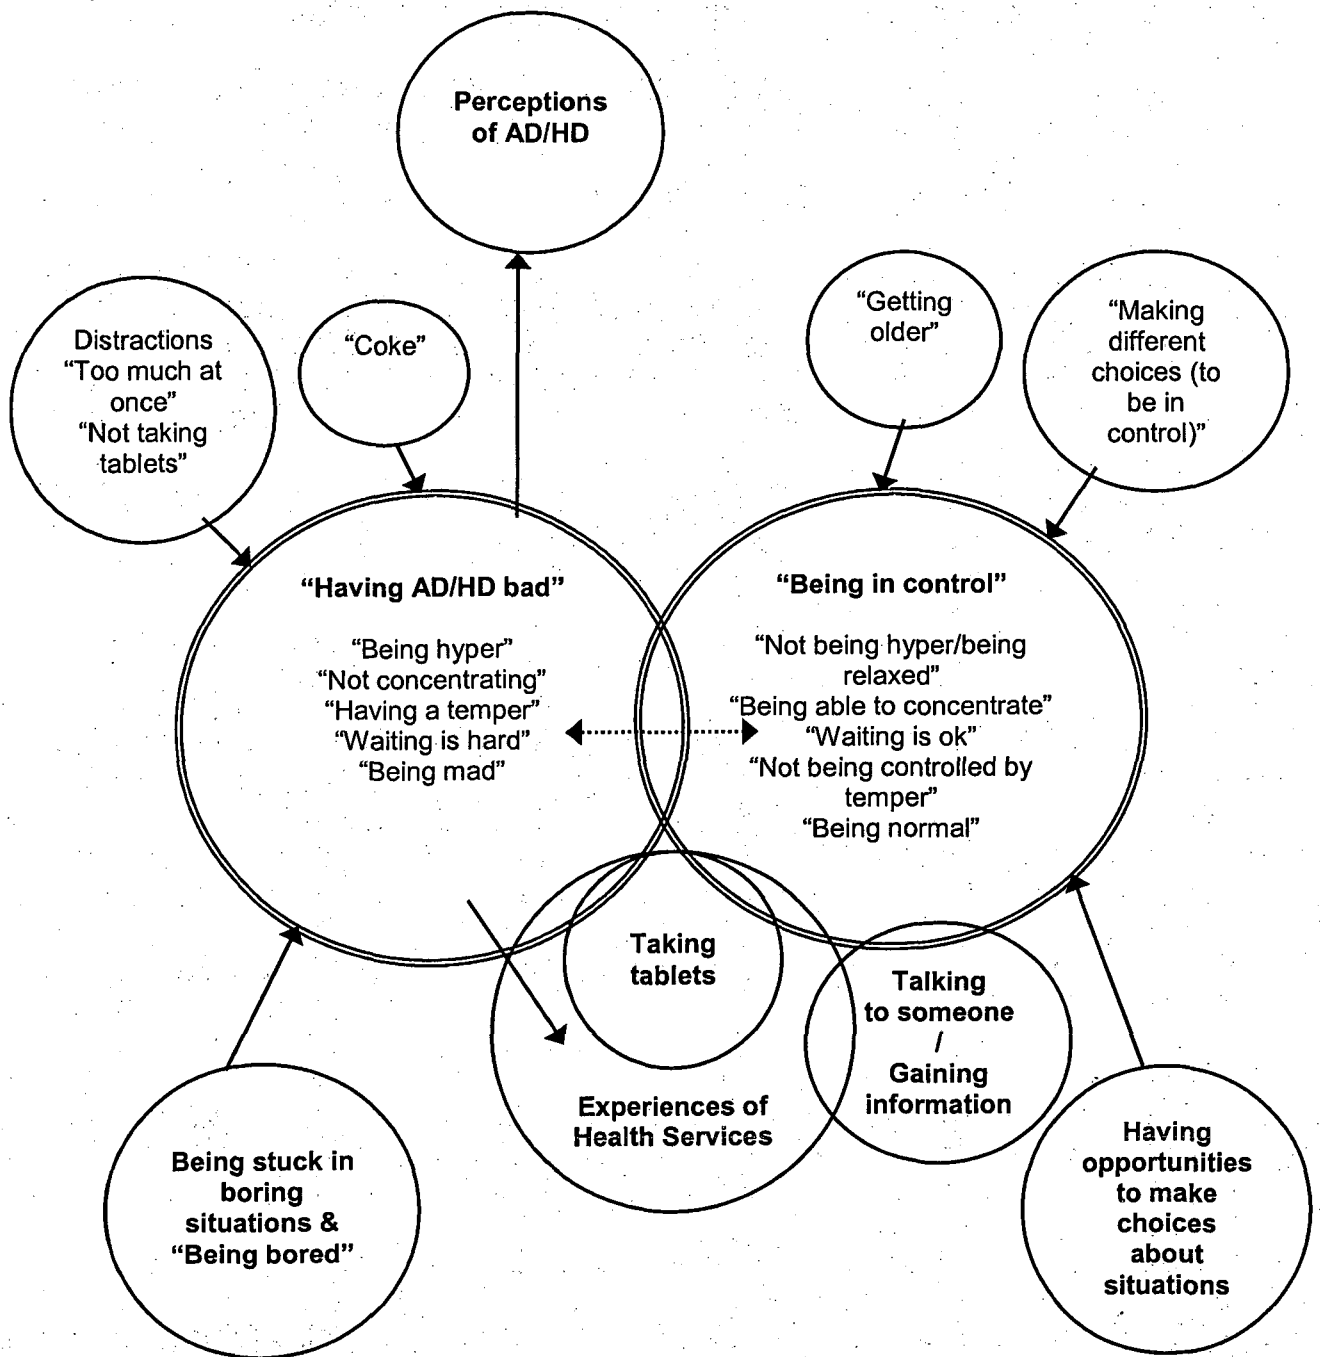 Perceptions
of AD/HD
Distractions
“Too much at
once”
“Not taking
tablets”
“Coke”
“Getting
older”
“Making
different
choices (to
be in
control)”
“Having AD/HD bad”
“Being hyper”
“Not concentrating”
“Having a temper”
“Waiting is hard”
“Being mad”
“Being in control”
“Not being hyper/being
relaxed”
“Being able to concentrate”
“Waiting is ok”
“Not being controlled by
temper”
“Being normal”
Taking
tablets
Experiences of
Health Services
Talking
to someone
/
Gaining
information
Being stuck in
boring
situations &
“Being bored”
Having
opportunities
to make
choices
about
situations